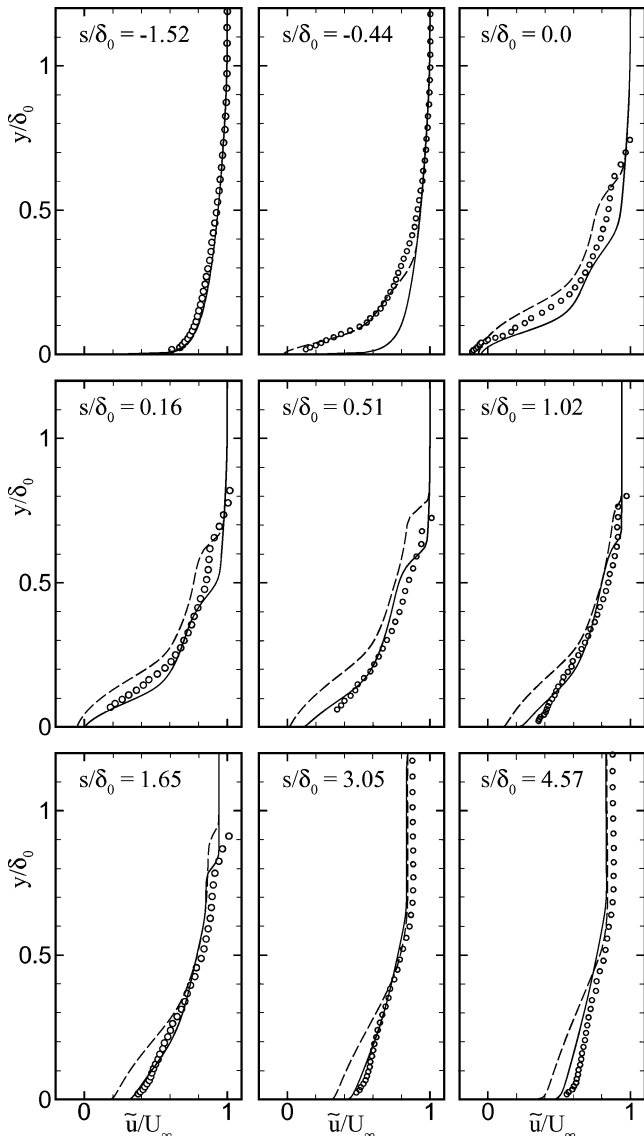 s/δ₀ = -1.52
s/δ₀ = -0.44
s/δ₀ = 0.0
y/δ₀
1
0.5
0
s/δ₀ = 0.16
s/δ₀ = 0.51
s/δ₀ = 1.02
y/δ₀
1
0.5
0
s/δ₀ = 1.65
s/δ₀ = 3.05
s/δ₀ = 4.57
y/δ₀
1
0.5
0
0 1 0 1 0 1
ũ/U∞ ũ/U∞ ũ/U∞